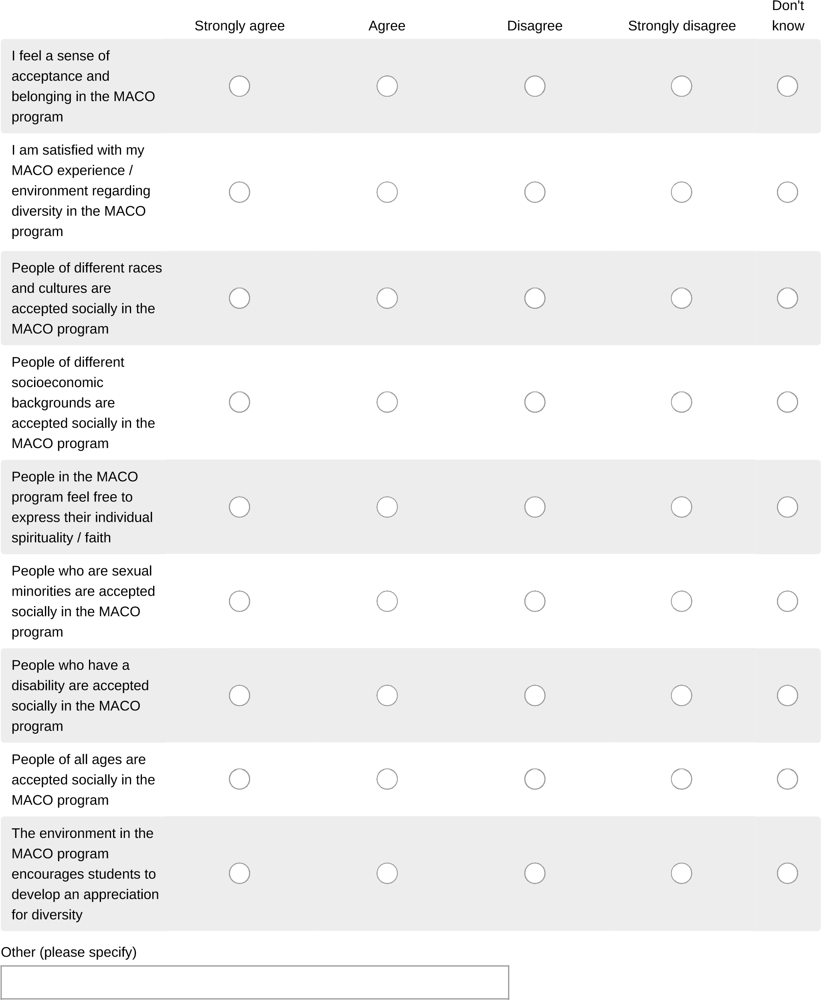 Don't
Strongly agree Agree Disagree Strongly disagree know
I feel a sense of
acceptance and
belonging in the MACO
program
I am satisfied with my
MACO experience /
environment regarding
diversity in the MACO
program
People of different races
and cultures are
accepted socially in the
MACO program
People of different
socioeconomic
backgrounds are
accepted socially in the
MACO program
People in the MACO
program feel free to
express their individual
spirituality / faith
People who are sexual
minorities are accepted
socially in the MACO
program
People who have a
disability are accepted
socially in the MACO
program
People of all ages are
accepted socially in the
MACO program
The environment in the
MACO program
encourages students to
develop an appreciation
for diversity
Other (please specify)